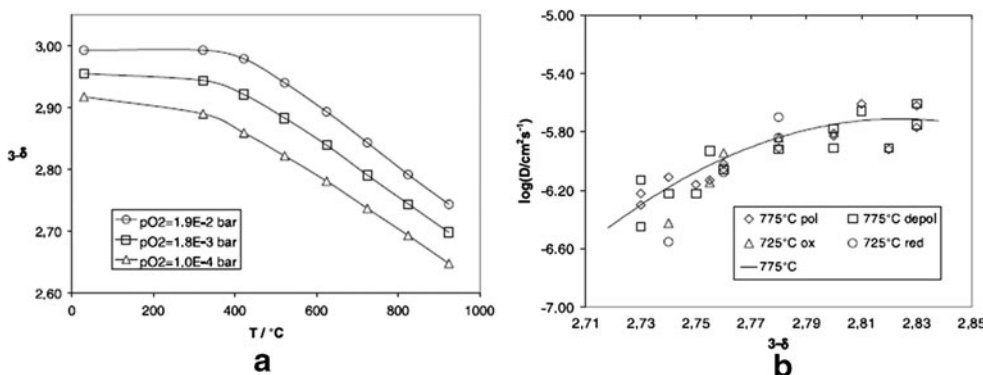 3,00
2,90
3-δ
2,80
2,70
2,60
pO2=1.9E-2 bar
pO2=1.8E-3 bar
pO2=1.0E-4 bar
0 200 400 600 800 1000
T / °C
a
-5.00
-5.40
-5.80
-6.20
-6.60
-7.00
log(D/cm²s⁻¹)
775°C pol 775°C depol
725°C ox 725°C red
775°C
2,71 2,73 2,75 2,77 2,79 2,81 2,83 2,85
3-δ
b